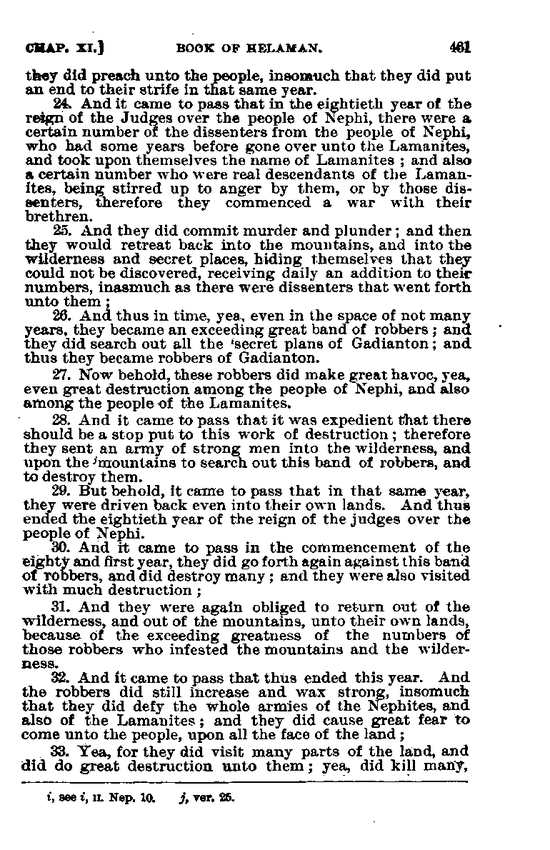 CHAP. XI.] BOOK OF HELAMAN. 461
they did preach unto the people, insomuch that they did put
an end to their strife in that same year.
24. And it came to pass that in the eightieth year of the
reign of the Judges over the people of Nephi, there were a
certain number of the dissenters from the people of Nephi,
who had some years before gone over unto the Lamanites,
and took upon themselves the name of Lamanites ; and also
a certain number who were real descendants of the Laman-
ites, being stirred up to anger by them, or by those dis-
senters, therefore they commenced a war with their
brethren.
25. And they did commit murder and plunder ; and then
they would retreat back into the mountains, and into the
wilderness and secret places, hiding themselves that they
could not be discovered, receiving daily an addition to their
numbers, inasmuch as there were dissenters that went forth
unto them ;
26. And thus in time, yea, even in the space of not many
years, they became an exceeding great band of robbers ; and
they did search out all the ᶦsecret plans of Gadianton ; and
thus they became robbers of Gadianton.
27. Now behold, these robbers did make great havoc, yea,
even great destruction among the people of Nephi, and also
among the people of the Lamanites.
28. And it came to pass that it was expedient that there
should be a stop put to this work of destruction ; therefore
they sent an army of strong men into the wilderness, and
upon the ʲmountains to search out this band of robbers, and
to destroy them.
29. But behold, it came to pass that in that same year,
they were driven back even into their own lands. And thus
ended the eightieth year of the reign of the judges over the
people of Nephi.
30. And it came to pass in the commencement of the
eighty and first year, they did go forth again against this band
of robbers, and did destroy many ; and they were also visited
with much destruction ;
31. And they were again obliged to return out of the
wilderness, and out of the mountains, unto their own lands,
because of the exceeding greatness of the numbers of
those robbers who infested the mountains and the wilder-
ness.
32. And it came to pass that thus ended this year. And
the robbers did still increase and wax strong, insomuch
that they did defy the whole armies of the Nephites, and
also of the Lamanites ; and they did cause great fear to
come unto the people, upon all the face of the land ;
33. Yea, for they did visit many parts of the land, and
did do great destruction unto them ; yea, did kill many,
i, see i, II. Nep. 10. j, ver. 25.